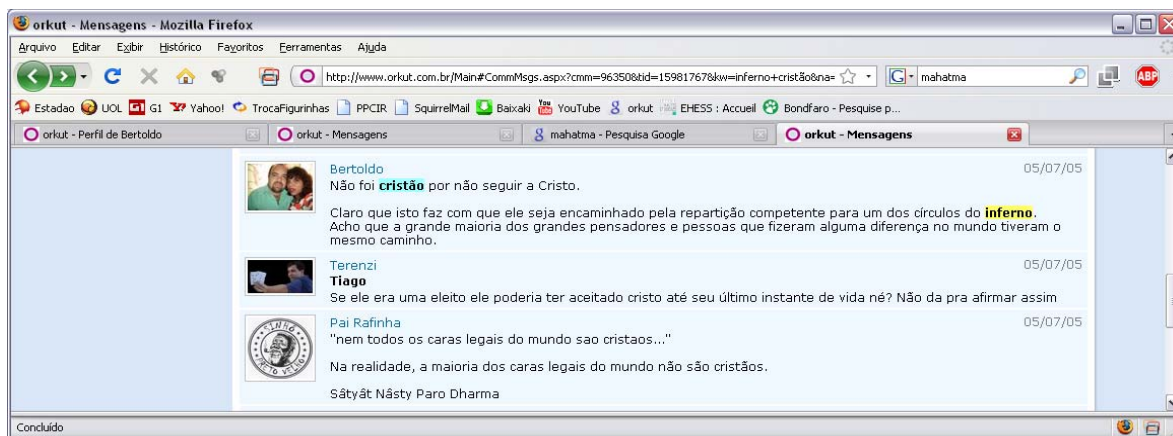 orkut - Mensagens - Mozilla Firefox
Arquivo Editar Exibir Histórico Favoritos Ferramentas Ajuda
http://www.orkut.com.br/Main#CommMsgs.aspx?cmm=96350&tid=15981767&kw=inferno+cristão&na= mahatma ABP
Estadao UOL G1 Yahoo! TrocaFigurinhas PPCIR SquirrelMail Baixaki YouTube orkut EHESS : Accueil Bondfaro - Pesquise p...
orkut - Perfil de Bertoldo orkut - Mensagens mahatma - Pesquisa Google orkut - Mensagens
Bertoldo 05/07/05
Não foi cristão por não seguir a Cristo.
Claro que isto faz com que ele seja encaminhado pela repartição competente para um dos círculos do inferno.
Acho que a grande maioria dos grandes pensadores e pessoas que fizeram alguma diferença no mundo tiveram o
mesmo caminho.
Terenzi 05/07/05
Tiago
Se ele era uma eleito ele poderia ter aceitado cristo até seu último instante de vida né? Não da pra afirmar assim
Pai Rafinha 05/07/05
"nem todos os caras legais do mundo sao cristaos..."
Na realidade, a maioria dos caras legais do mundo não são cristãos.
Sâtyât Nâsty Paro Dharma
Concluído